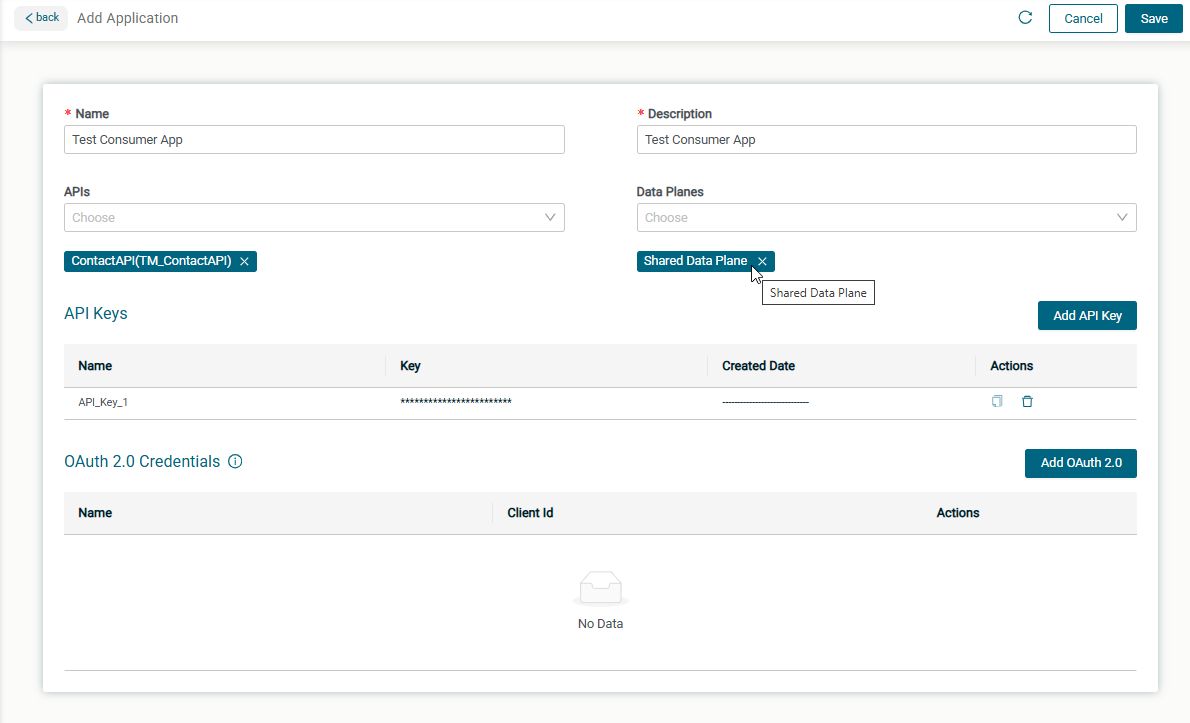 back Add Application Cancel Save
* Name * Description
Test Consumer App Test Consumer App
APIs Data Planes
Choose Choose
ContactAPI(TM_ContactAPI) Shared Data Plane
Shared Data Plane
API Keys Add API Key
Name Key Created Date Actions
API_Key_1 ************************ -----------------------------
OAuth 2.0 Credentials Add OAuth 2.0
Name Client Id Actions
No Data